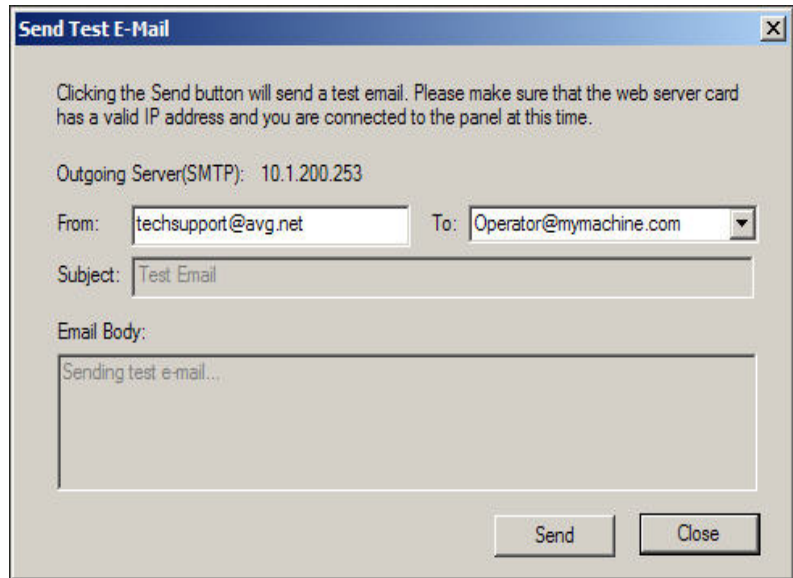 Send Test E-Mail
Clicking the Send button will send a test email. Please make sure that the web server card
has a valid IP address and you are connected to the panel at this time.
Outgoing Server(SMTP): 10.1.200.253
From: techsupport@avg.net To: Operator@mymachine.com
Subject: Test Email
Email Body:
Sending test e-mail...
Send Close